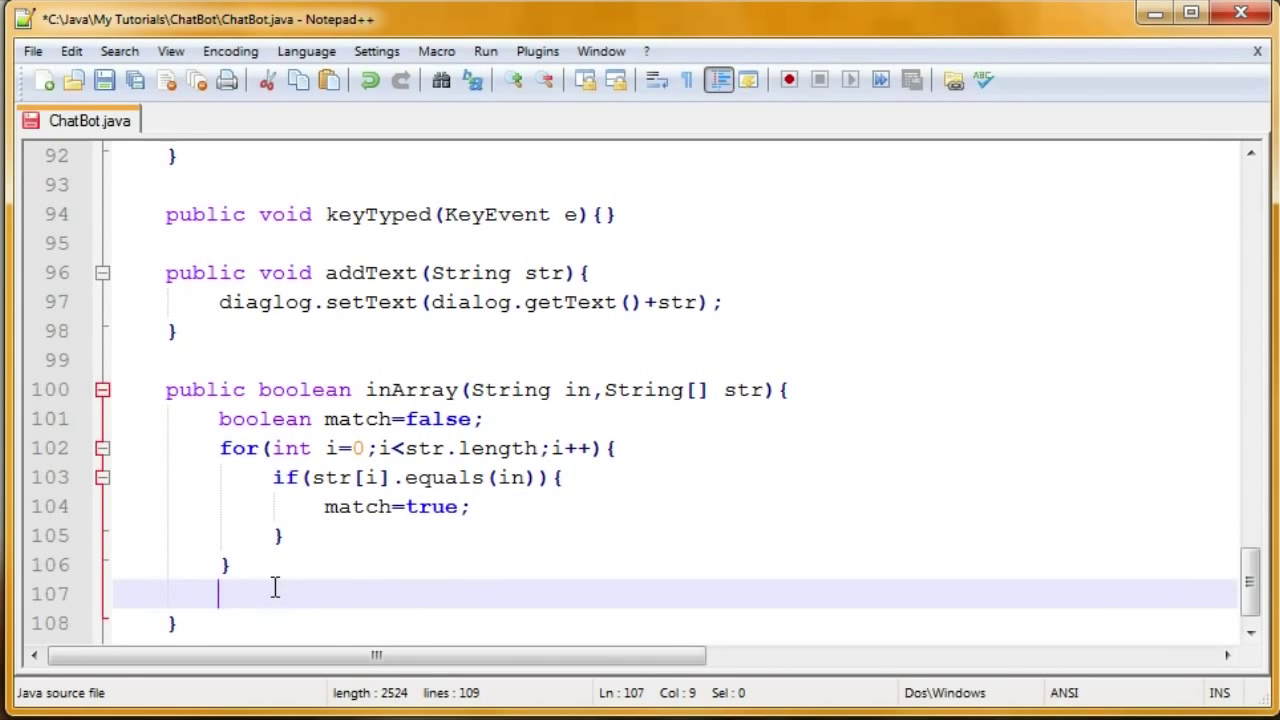 *C:\Java\My Tutorials\ChatBot\ChatBot.java - Notepad++
File Edit Search View Encoding Language Settings Macro Run Plugins Window ? X
ABC
ChatBot.java
92 }
93
94 public void keyTyped(KeyEvent e){}
95
96 public void addText(String str){
97 diaglog.setText(dialog.getText()+str);
98 }
99
100 public boolean inArray(String in,String[] str){
101 boolean match=false;
102 for(int i=0;i<str.length;i++){
103 if(str[i].equals(in)){
104 match=true;
105 }
106 }
107
108 }
Java source file length : 2524 lines : 109 Ln : 107 Col : 9 Sel : 0 Dos\Windows ANSI INS